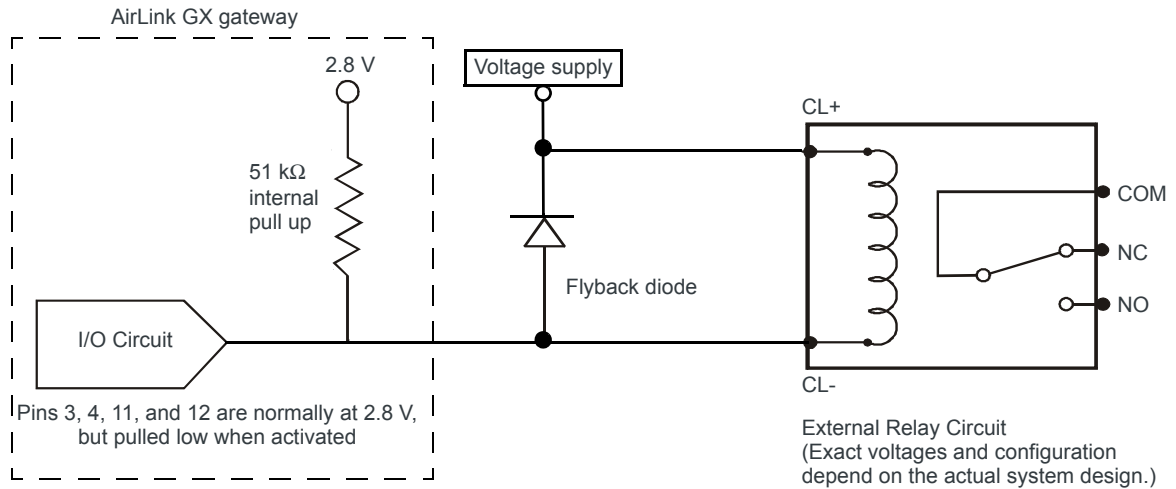 AirLink GX gateway
2.8 V
Voltage supply
CL+
51 kΩ
internal
pull up
COM
NC
Flyback diode
NO
I/O Circuit
CL-
Pins 3, 4, 11, and 12 are normally at 2.8 V,
but pulled low when activated
External Relay Circuit
(Exact voltages and configuration
depend on the actual system design.)